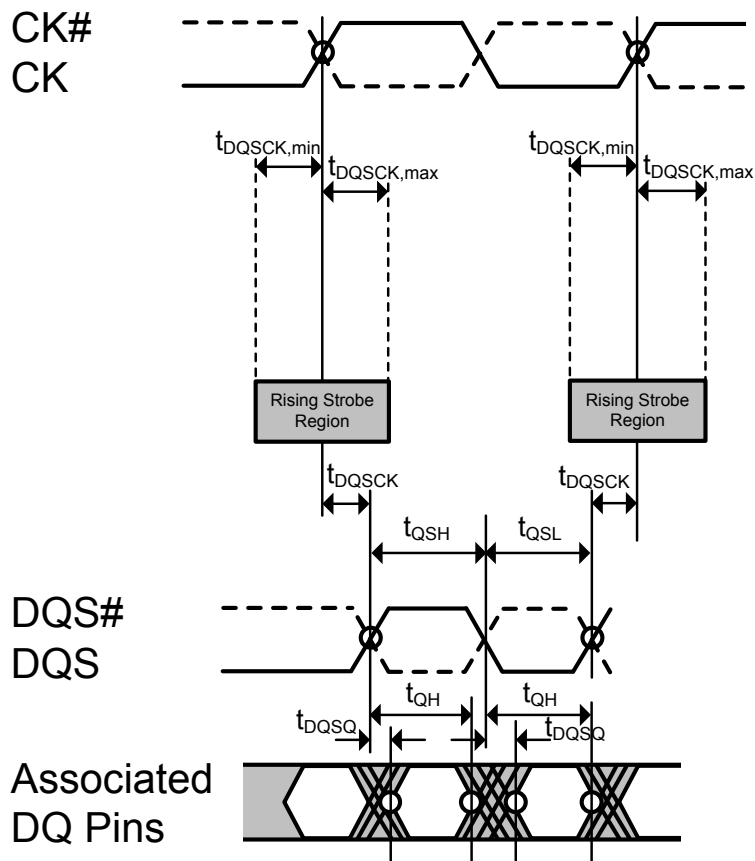 CK#
CK
tDQSCK,min
tDQSCK,max
tDQSCK,min
tDQSCK,max
Rising Strobe
Region
Rising Strobe
Region
tDQSCK
tDQSCK
tQSH
tQSL
DQS#
DQS
tQH
tQH
tDQSQ
tDQSQ
Associated
DQ Pins